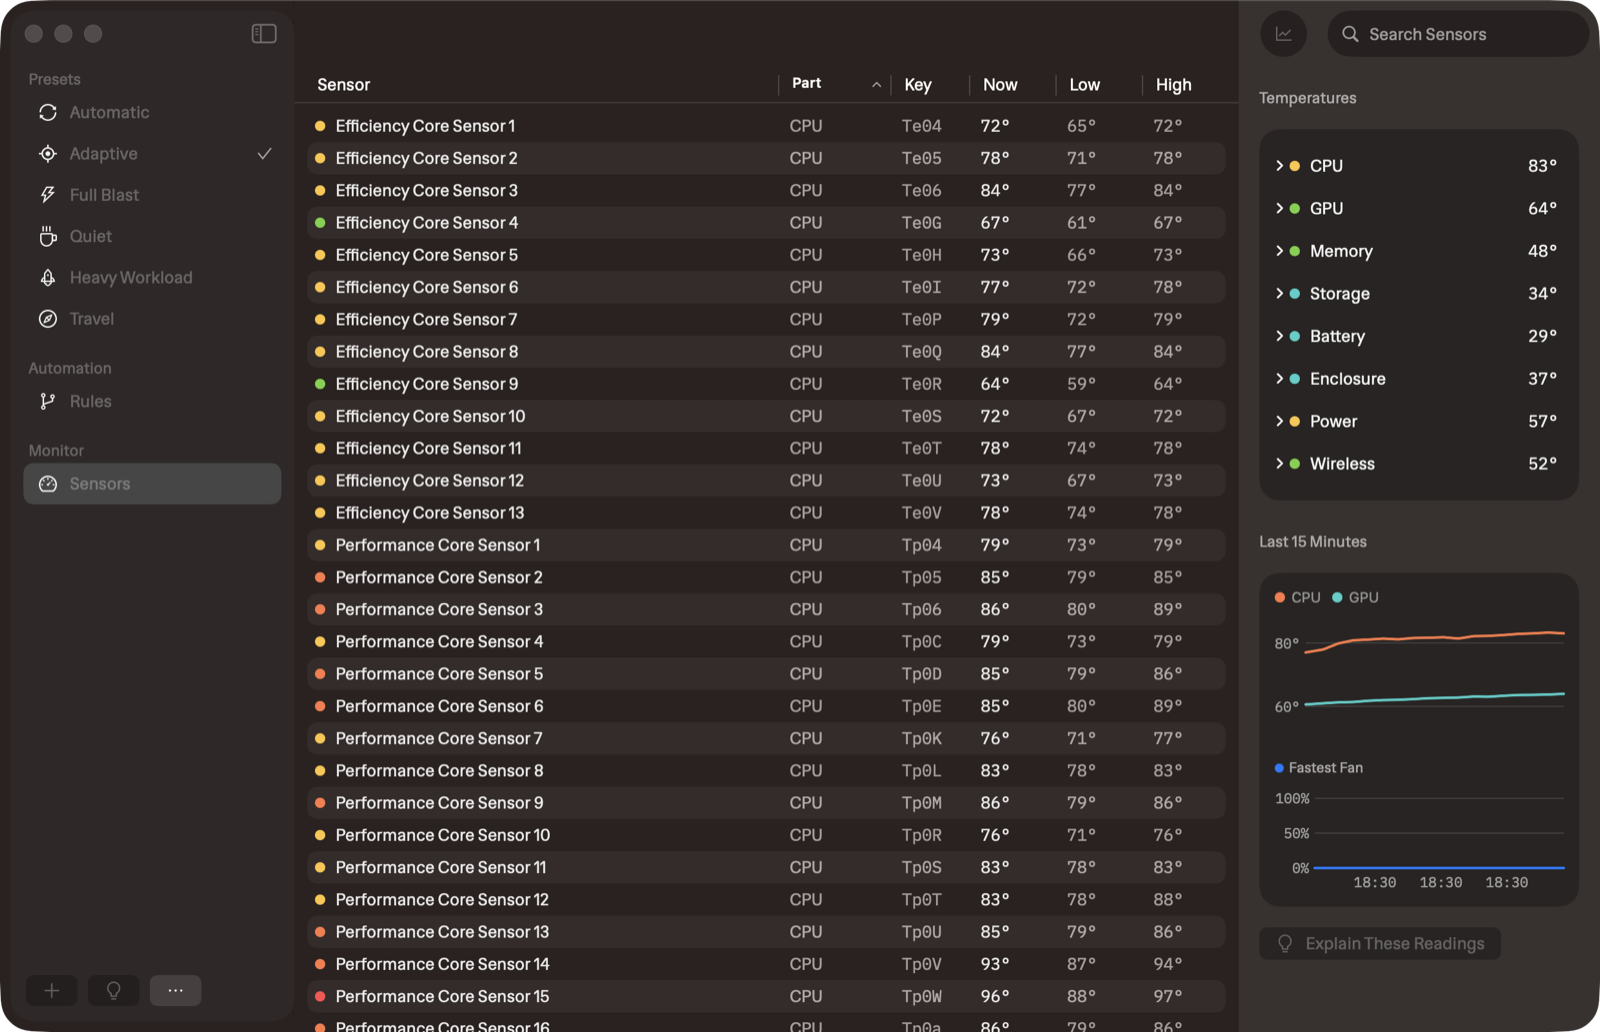 Presets
Automatic
Adaptive
Full Blast
Quiet
Heavy Workload
Travel
Automation
Rules
Monitor
Sensors
Sensor Part Key Now Low High
Efficiency Core Sensor 1 CPU Te04 72° 65° 72°
Efficiency Core Sensor 2 CPU Te05 78° 71° 78°
Efficiency Core Sensor 3 CPU Te06 84° 77° 84°
Efficiency Core Sensor 4 CPU Te0G 67° 61° 67°
Efficiency Core Sensor 5 CPU Te0H 73° 66° 73°
Efficiency Core Sensor 6 CPU Te0I 77° 72° 78°
Efficiency Core Sensor 7 CPU Te0P 79° 72° 79°
Efficiency Core Sensor 8 CPU Te0Q 84° 77° 84°
Efficiency Core Sensor 9 CPU Te0R 64° 59° 64°
Efficiency Core Sensor 10 CPU Te0S 72° 67° 72°
Efficiency Core Sensor 11 CPU Te0T 78° 74° 78°
Efficiency Core Sensor 12 CPU Te0U 73° 67° 73°
Efficiency Core Sensor 13 CPU Te0V 78° 74° 78°
Performance Core Sensor 1 CPU Tp04 79° 73° 79°
Performance Core Sensor 2 CPU Tp05 85° 79° 85°
Performance Core Sensor 3 CPU Tp06 86° 80° 89°
Performance Core Sensor 4 CPU Tp0C 79° 73° 79°
Performance Core Sensor 5 CPU Tp0D 85° 79° 86°
Performance Core Sensor 6 CPU Tp0E 85° 80° 89°
Performance Core Sensor 7 CPU Tp0K 76° 71° 77°
Performance Core Sensor 8 CPU Tp0L 83° 78° 83°
Performance Core Sensor 9 CPU Tp0M 86° 79° 86°
Performance Core Sensor 10 CPU Tp0R 76° 71° 76°
Performance Core Sensor 11 CPU Tp0S 83° 78° 83°
Performance Core Sensor 12 CPU Tp0T 83° 78° 88°
Performance Core Sensor 13 CPU Tp0U 85° 79° 86°
Performance Core Sensor 14 CPU Tp0V 93° 87° 94°
Performance Core Sensor 15 CPU Tp0W 96° 88° 97°
Performance Core Sensor 16 CPU Tp0a 86° 79° 86°
Search Sensors
Temperatures
CPU 83°
GPU 64°
Memory 48°
Storage 34°
Battery 29°
Enclosure 37°
Power 57°
Wireless 52°
Last 15 Minutes
CPU GPU
80°
60°
Fastest Fan
100%
50%
0%
18:30 18:30 18:30
Explain These Readings